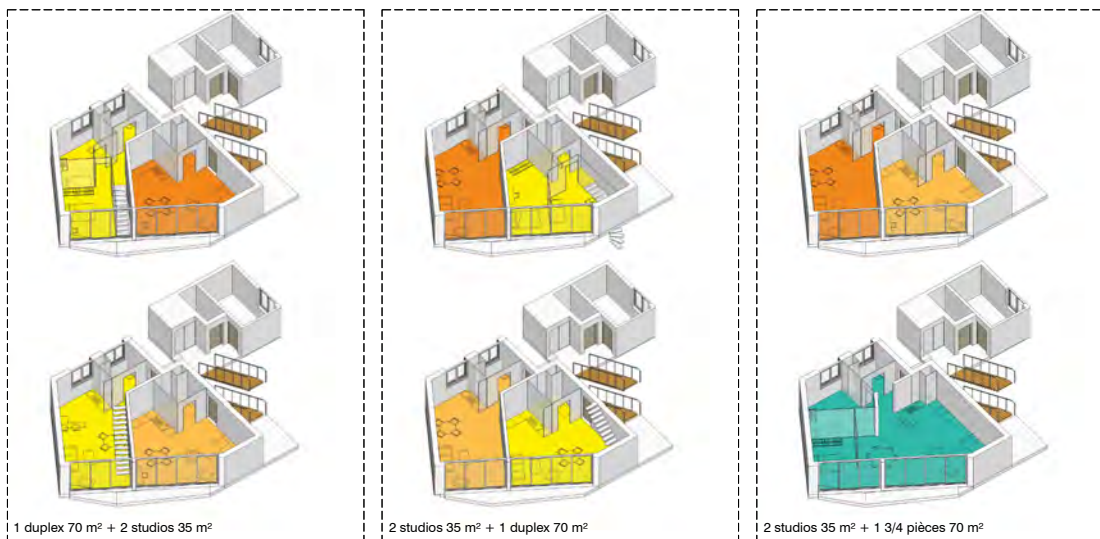 1 duplex 70 m² + 2 studios 35 m²
2 studios 35 m² + 1 duplex 70 m²
2 studios 35 m² + 1 3/4 pièces 70 m²